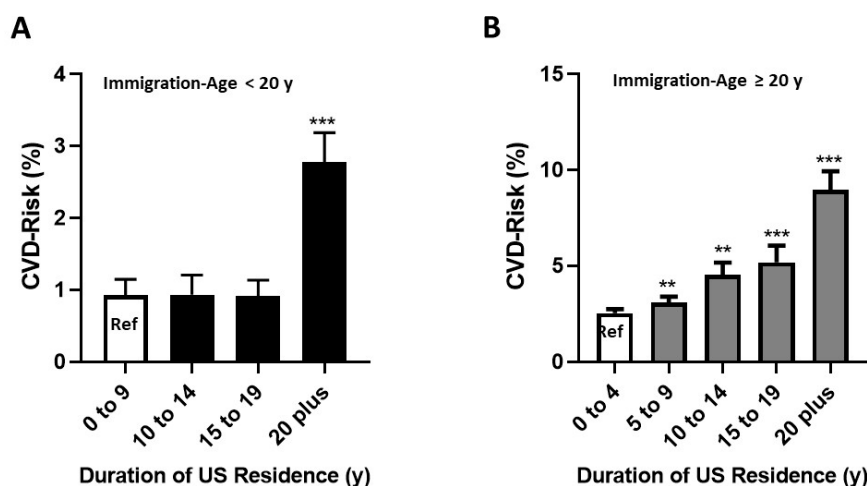 A
Immigration-Age < 20 y
CVD-Risk (%)
4
3
2
1
0
***
Ref
0 to 9
10 to 14
15 to 19
20 plus
Duration of US Residence (y)
B
Immigration-Age ≥ 20 y
CVD-Risk (%)
15
10
5
0
**
**
***
***
Ref
0 to 4
5 to 9
10 to 14
15 to 19
20 plus
Duration of US Residence (y)